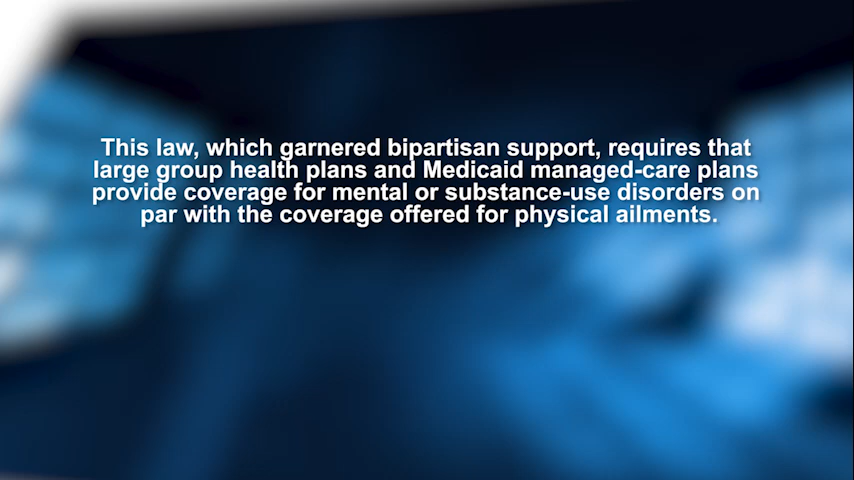 This law, which garnered bipartisan support, requires that
large group health plans and Medicaid managed-care plans
provide coverage for mental or substance-use disorders on
par with the coverage offered for physical ailments.